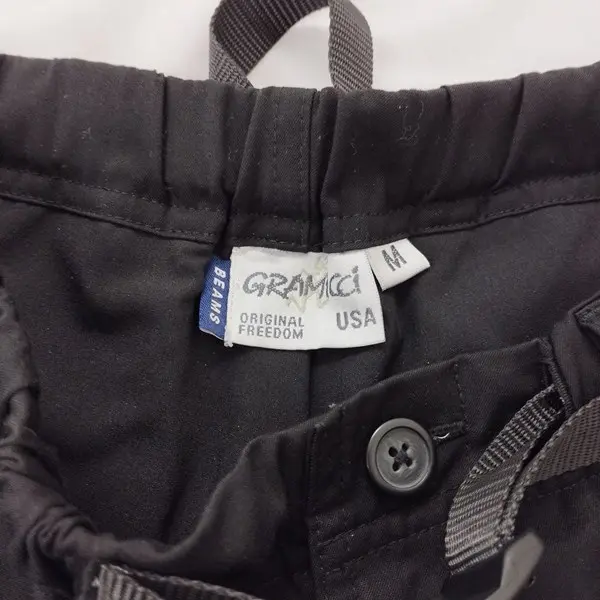 GRAMiCCi
M
BEAMS
ORIGINAL
FREEDOM
USA